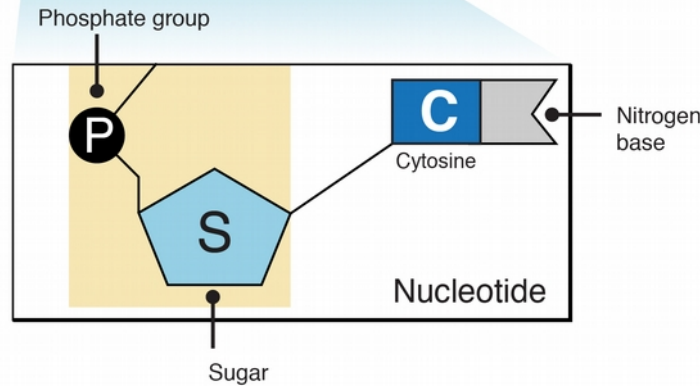 Phosphate group
P
C
Nitrogen
base
Cytosine
S
Nucleotide
Sugar